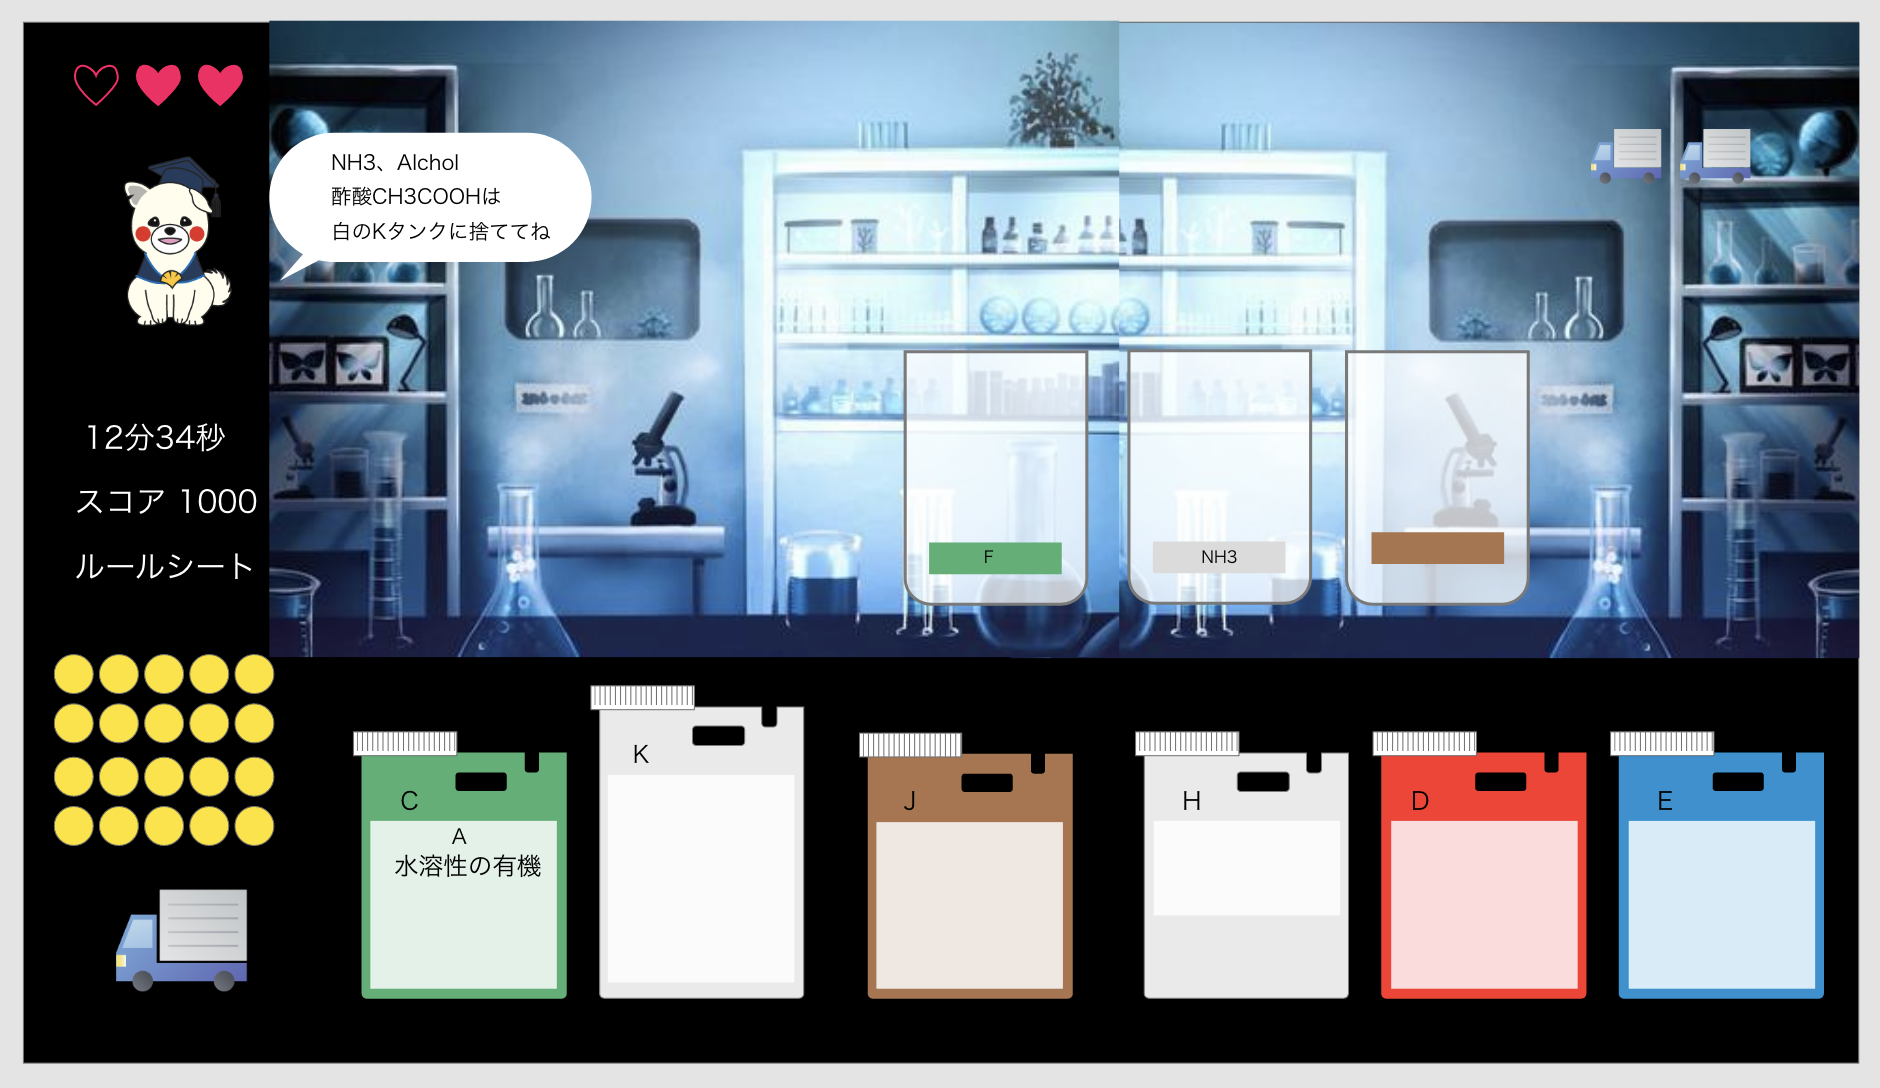 NH3、Alchol
酢酸CH3COOHは
白のKタンクに捨ててね
12分34秒
スコア 1000
ルールシート
F
NH3
C
A
水溶性の有機
K
J
H
D
E